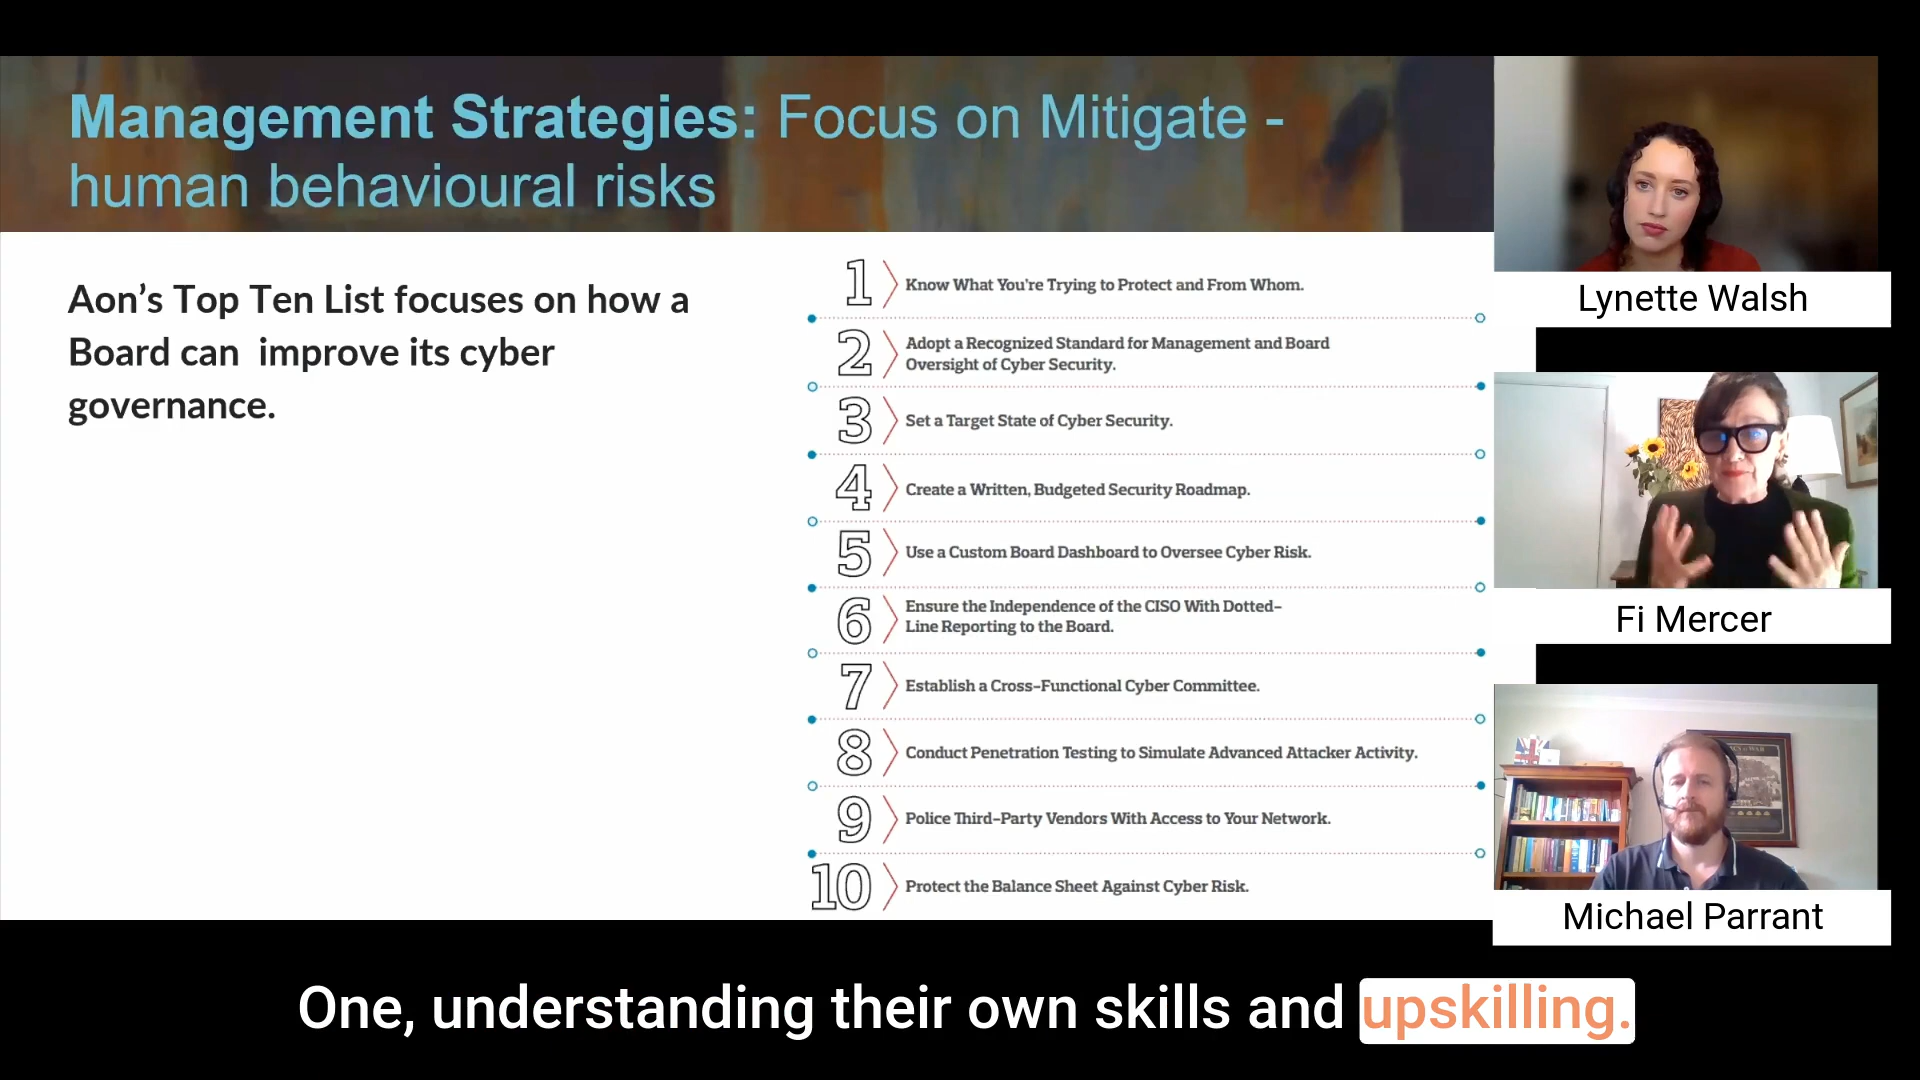 Management Strategies: Focus on Mitigate -
human behavioural risks
Aon’s Top Ten List focuses on how a
Board can  improve its cyber
governance.
1 Know What You're Trying to Protect and From Whom.
2 Adopt a Recognized Standard for Management and Board
Oversight of Cyber Security.
3 Set a Target State of Cyber Security.
4 Create a Written, Budgeted Security Roadmap.
5 Use a Custom Board Dashboard to Oversee Cyber Risk.
6 Ensure the Independence of the CISO With Dotted-
Line Reporting to the Board.
7 Establish a Cross-Functional Cyber Committee.
8 Conduct Penetration Testing to Simulate Advanced Attacker Activity.
9 Police Third-Party Vendors With Access to Your Network.
10 Protect the Balance Sheet Against Cyber Risk.
Lynette Walsh
Fi Mercer
Michael Parrant
One, understanding their own skills and upskilling.